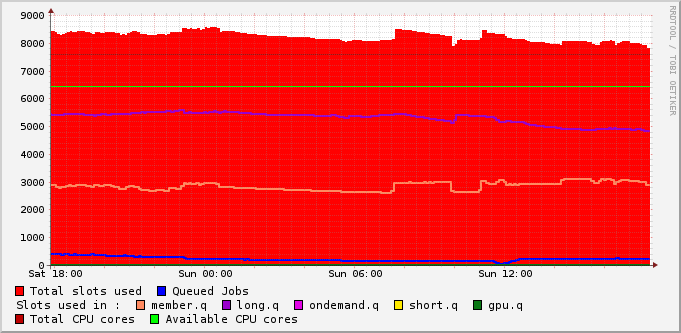 RRDTOOL / TOBI OETIKER
9000
8000
7000
6000
5000
4000
3000
2000
1000
0
Sat 18:00 Sun 00:00 Sun 06:00 Sun 12:00
Total slots used Queued Jobs
Slots used in : member.q long.q ondemand.q short.q gpu.q
Total CPU cores Available CPU cores